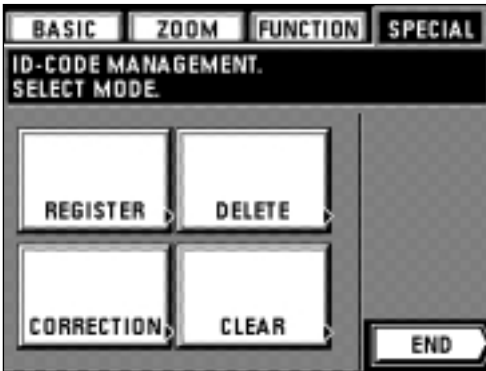 BASIC ZOOM FUNCTION SPECIAL
ID-CODE MANAGEMENT.
SELECT MODE.
REGISTER DELETE
CORRECTION CLEAR
END